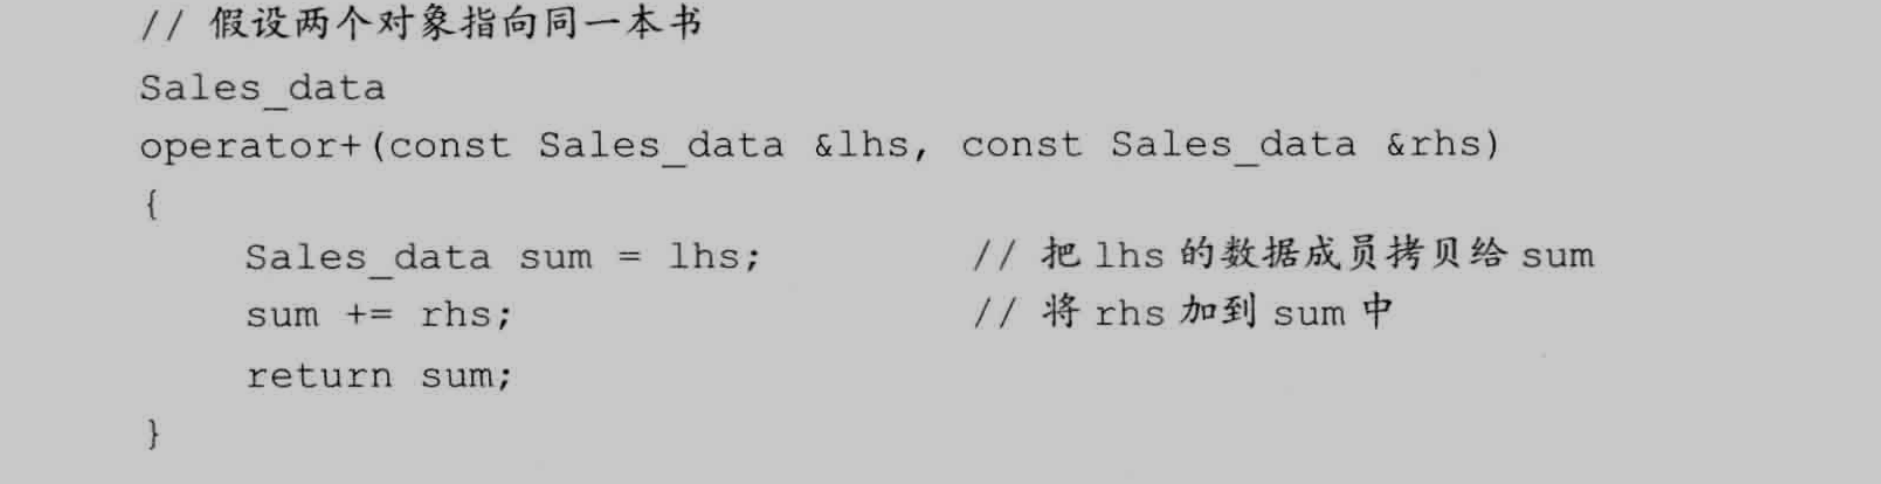 // 假设两个对象指向同一本书
Sales_data
operator+(const Sales_data &lhs, const Sales_data &rhs)
{
Sales_data sum = lhs; // 把 lhs 的数据成员拷贝给 sum
sum += rhs; // 将 rhs 加到 sum 中
return sum;
}